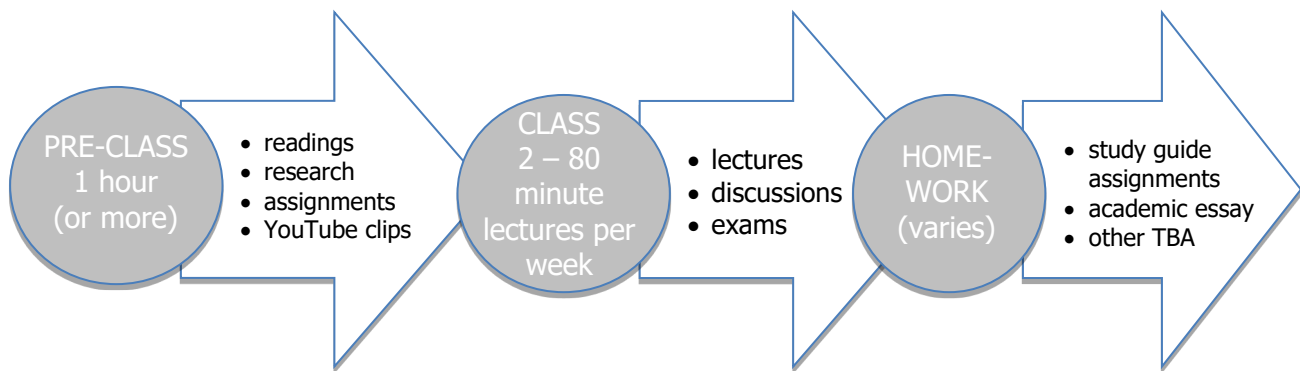 PRE-CLASS
1 hour
(or more)
• readings
• research
• assignments
• YouTube clips
CLASS
2 – 80
minute
lectures per
week
• lectures
• discussions
• exams
HOME-
WORK
(varies)
• study guide
assignments
• academic essay
• other TBA